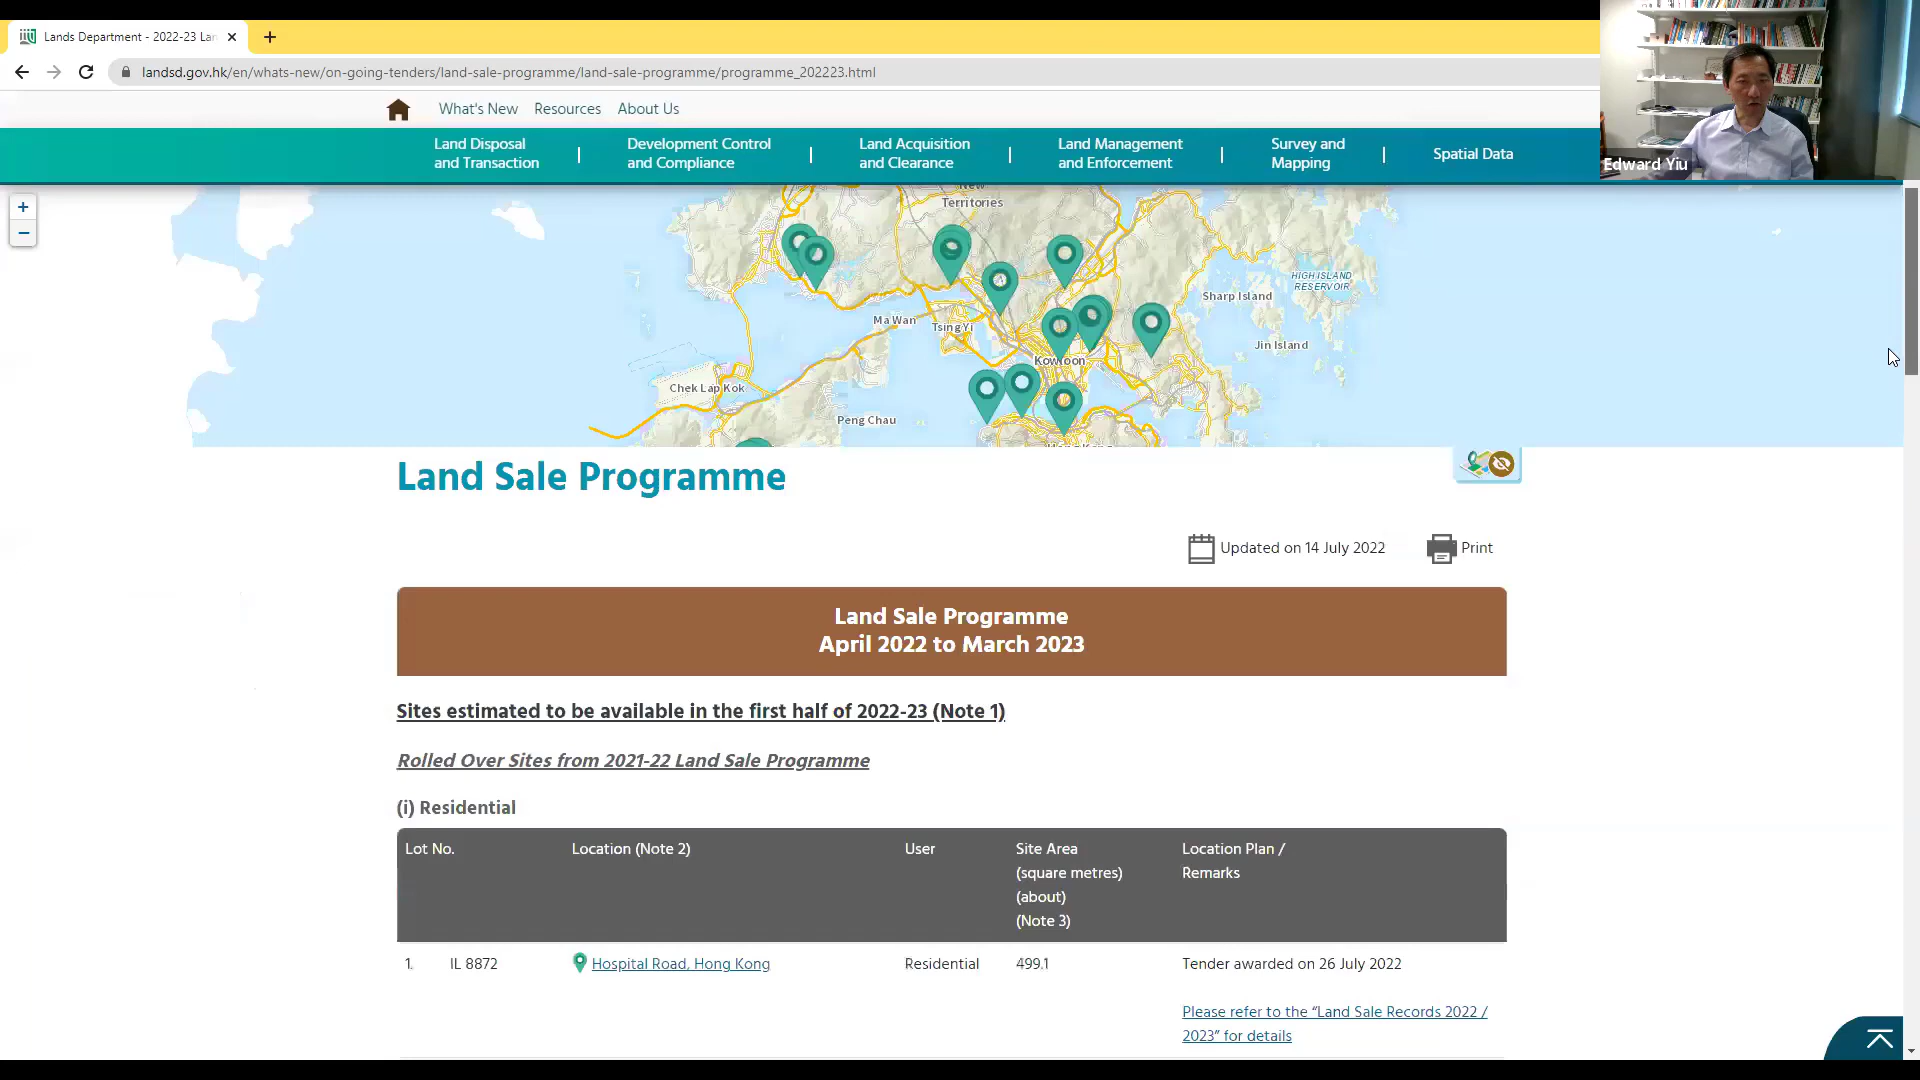 Lands Department - 2022-23 Lan
landsd.gov.hk/en/whats-new/on-going-tenders/land-sale-programme/land-sale-programme/programme_202223.html
What's New Resources About Us
Land Disposal and Transaction
Development Control and Compliance
Land Acquisition and Clearance
Land Management and Enforcement
Survey and Mapping
Spatial Data
Edward Yiu
+
−
New
Territories
HIGH ISLAND
RESERVOIR
Sharp Island
Ma Wan
Tsing Yi
Jin Island
Kowloon
Chek Lap Kok
Peng Chau
Land Sale Programme
Updated on 14 July 2022 Print
Land Sale Programme
April 2022 to March 2023
Sites estimated to be available in the first half of 2022-23 (Note 1)
Rolled Over Sites from 2021-22 Land Sale Programme
(i) Residential
Lot No. Location (Note 2) User Site Area Location Plan /
(square metres) Remarks
(about)
(Note 3)
1. IL 8872 Hospital Road, Hong Kong Residential 499.1 Tender awarded on 26 July 2022
Please refer to the “Land Sale Records 2022 /
2023” for details